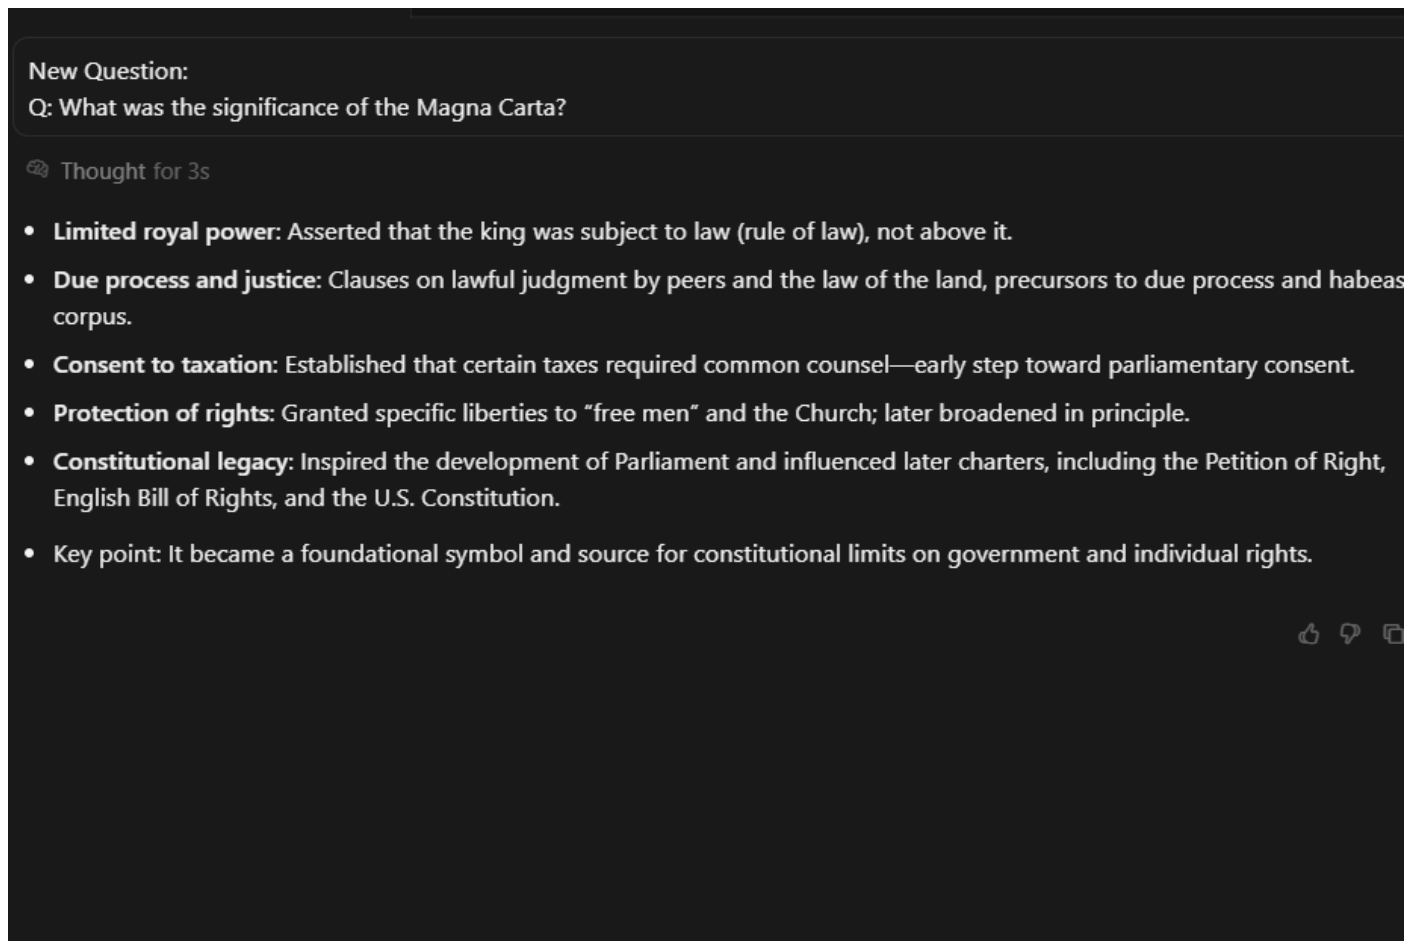 New Question:
Q: What was the significance of the Magna Carta?
Thought for 3s
• Limited royal power: Asserted that the king was subject to law (rule of law), not above it.
• Due process and justice: Clauses on lawful judgment by peers and the law of the land, precursors to due process and habeas
corpus.
• Consent to taxation: Established that certain taxes required common counsel—early step toward parliamentary consent.
• Protection of rights: Granted specific liberties to “free men” and the Church; later broadened in principle.
• Constitutional legacy: Inspired the development of Parliament and influenced later charters, including the Petition of Right,
English Bill of Rights, and the U.S. Constitution.
• Key point: It became a foundational symbol and source for constitutional limits on government and individual rights.